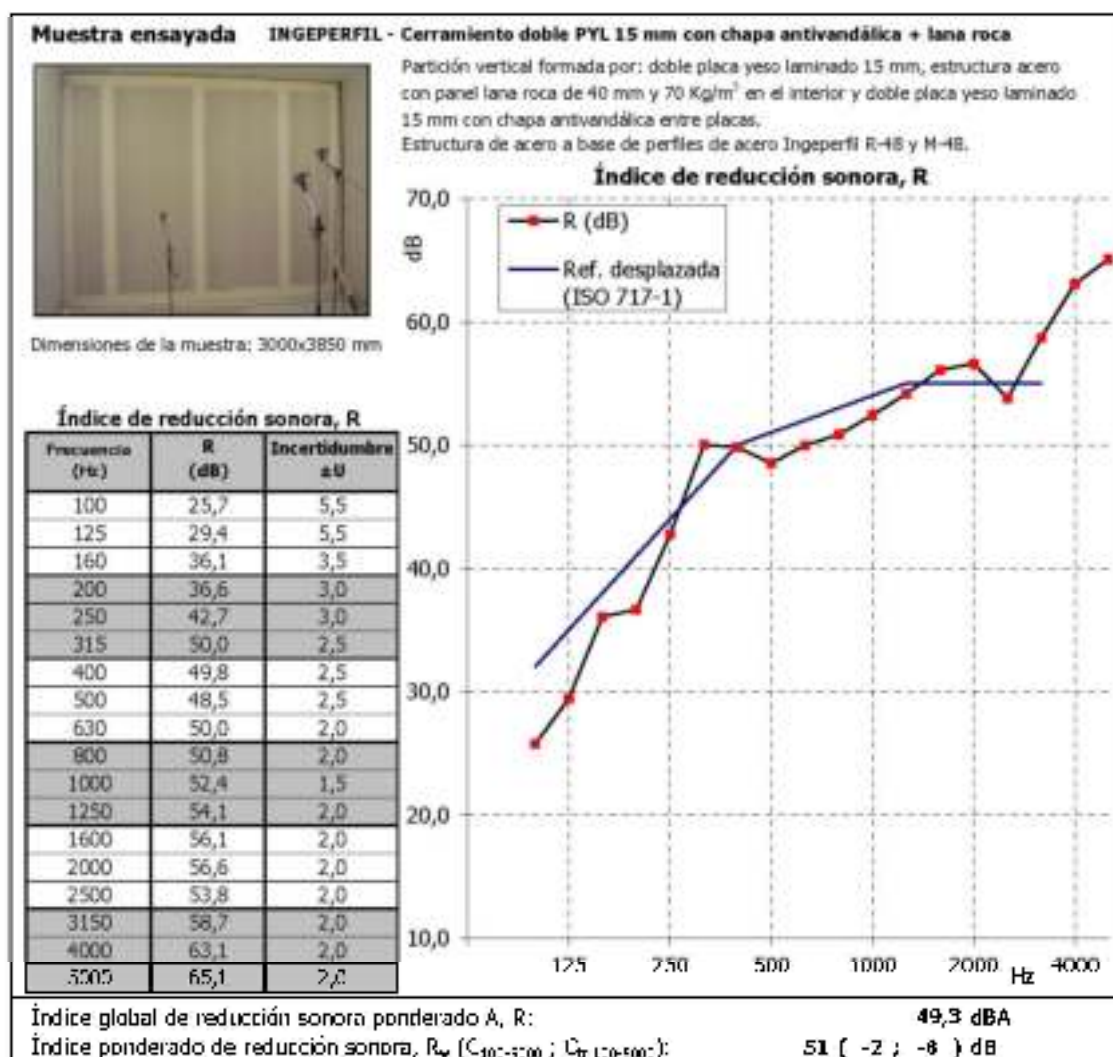 Muestra ensayada INGEPERFIL - Cerramiento doble PYL 15 mm con chapa antivandálica + lana roca
Partición vertical formada por: doble placa yeso laminado 15 mm, estructura acero
con panel lana roca de 40 mm y 70 Kg/m³ en el interior y doble placa yeso laminado
15 mm con chapa antivandálica entre placas.
Estructura de acero a base de perfiles de acero Ingeperfil R-48 y M-48.
Dimensiones de la muestra: 3000x3850 mm
Índice de reducción sonora, R
Frecuencia (Hz) R (dB) Incertidumbre ±U
100 25,7 5,5
125 29,4 5,5
160 36,1 3,5
200 36,6 3,0
250 42,7 3,0
315 50,0 2,5
400 49,8 2,5
500 48,5 2,5
630 50,0 2,0
800 50,8 2,0
1000 52,4 1,5
1250 54,1 2,0
1600 56,1 2,0
2000 56,6 2,0
2500 53,8 2,0
3150 58,7 2,0
4000 63,1 2,0
5000 65,1 2,0
Índice de reducción sonora, R
R (dB)
Ref. desplazada
(ISO 717-1)
dB
70,0
60,0
50,0
40,0
30,0
20,0
10,0
125 250 500 1000 2000 4000
Hz
Índice global de reducción sonora ponderado A, R: 49,3 dBA
Índice ponderado de reducción sonora, Rw (C100-5000 ; Ctr,100-5000): 51 ( -2 ; -8 ) dB